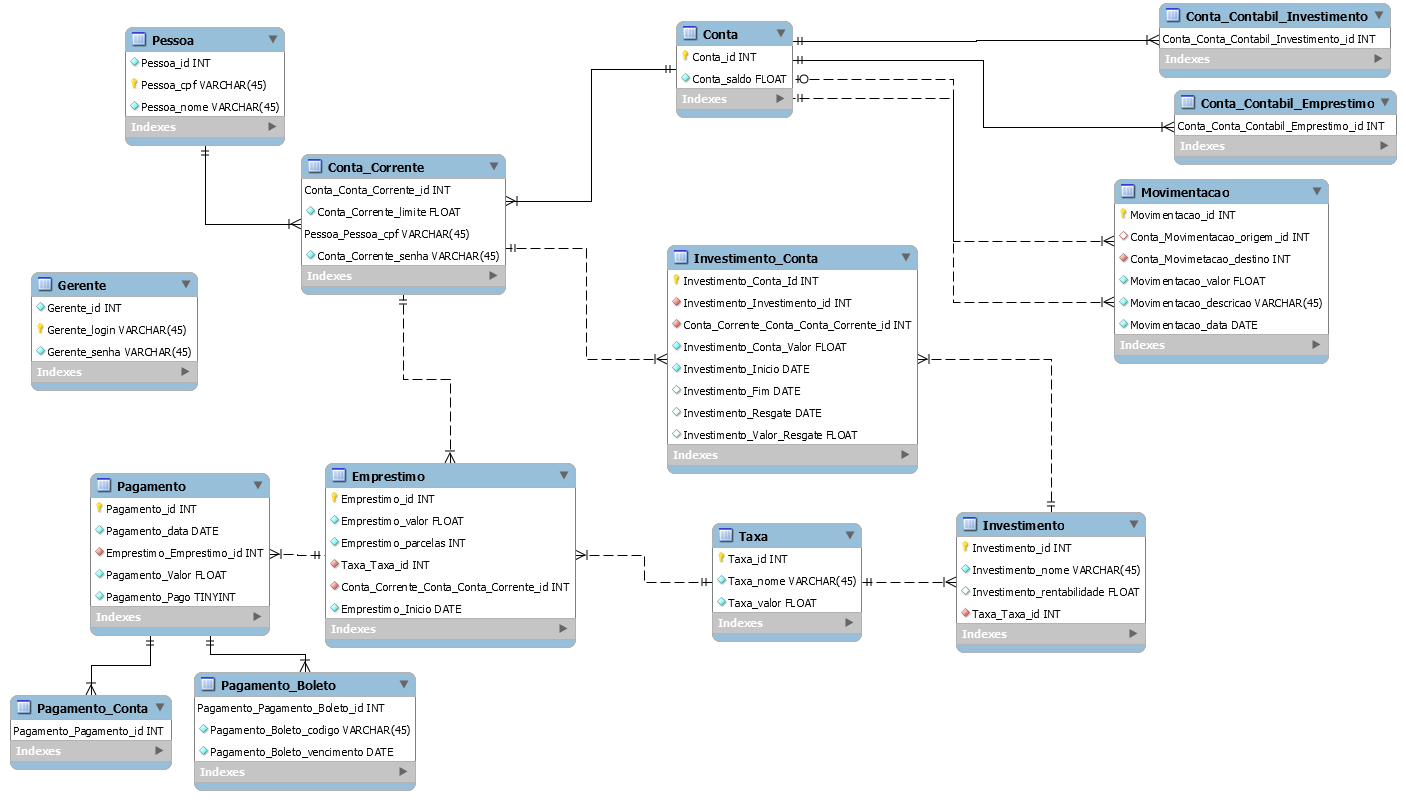 Pessoa
Pessoa_id INT
Pessoa_cpf VARCHAR(45)
Pessoa_nome VARCHAR(45)
Indexes
Conta
Conta_id INT
Conta_saldo FLOAT
Indexes
Conta_Contabil_Investimento
Conta_Conta_Contabil_Investimento_id INT
Indexes
Conta_Contabil_Emprestimo
Conta_Conta_Contabil_Emprestimo_id INT
Indexes
Conta_Corrente
Conta_Conta_Corrente_id INT
Conta_Corrente_limite FLOAT
Pessoa_Pessoa_cpf VARCHAR(45)
Conta_Corrente_senha VARCHAR(45)
Indexes
Movimentacao
Movimentacao_id INT
Conta_Movimentacao_origem_id INT
Conta_Movimetacao_destino INT
Movimentacao_valor FLOAT
Movimentacao_descricao VARCHAR(45)
Movimentacao_data DATE
Indexes
Gerente
Gerente_id INT
Gerente_login VARCHAR(45)
Gerente_senha VARCHAR(45)
Indexes
Investimento_Conta
Investimento_Conta_Id INT
Investimento_Investimento_id INT
Conta_Corrente_Conta_Conta_Corrente_id INT
Investimento_Conta_Valor FLOAT
Investimento_Inicio DATE
Investimento_Fim DATE
Investimento_Resgate DATE
Investimento_Valor_Resgate FLOAT
Indexes
Pagamento
Pagamento_id INT
Pagamento_data DATE
Emprestimo_Emprestimo_id INT
Pagamento_Valor FLOAT
Pagamento_Pago TINYINT
Indexes
Emprestimo
Emprestimo_id INT
Emprestimo_valor FLOAT
Emprestimo_parcelas INT
Taxa_Taxa_id INT
Conta_Corrente_Conta_Conta_Corrente_id INT
Emprestimo_Inicio DATE
Indexes
Taxa
Taxa_id INT
Taxa_nome VARCHAR(45)
Taxa_valor FLOAT
Indexes
Investimento
Investimento_id INT
Investimento_nome VARCHAR(45)
Investimento_rentabilidade FLOAT
Taxa_Taxa_id INT
Indexes
Pagamento_Conta
Pagamento_Pagamento_id INT
Indexes
Pagamento_Boleto
Pagamento_Pagamento_Boleto_id INT
Pagamento_Boleto_codigo VARCHAR(45)
Pagamento_Boleto_vencimento DATE
Indexes